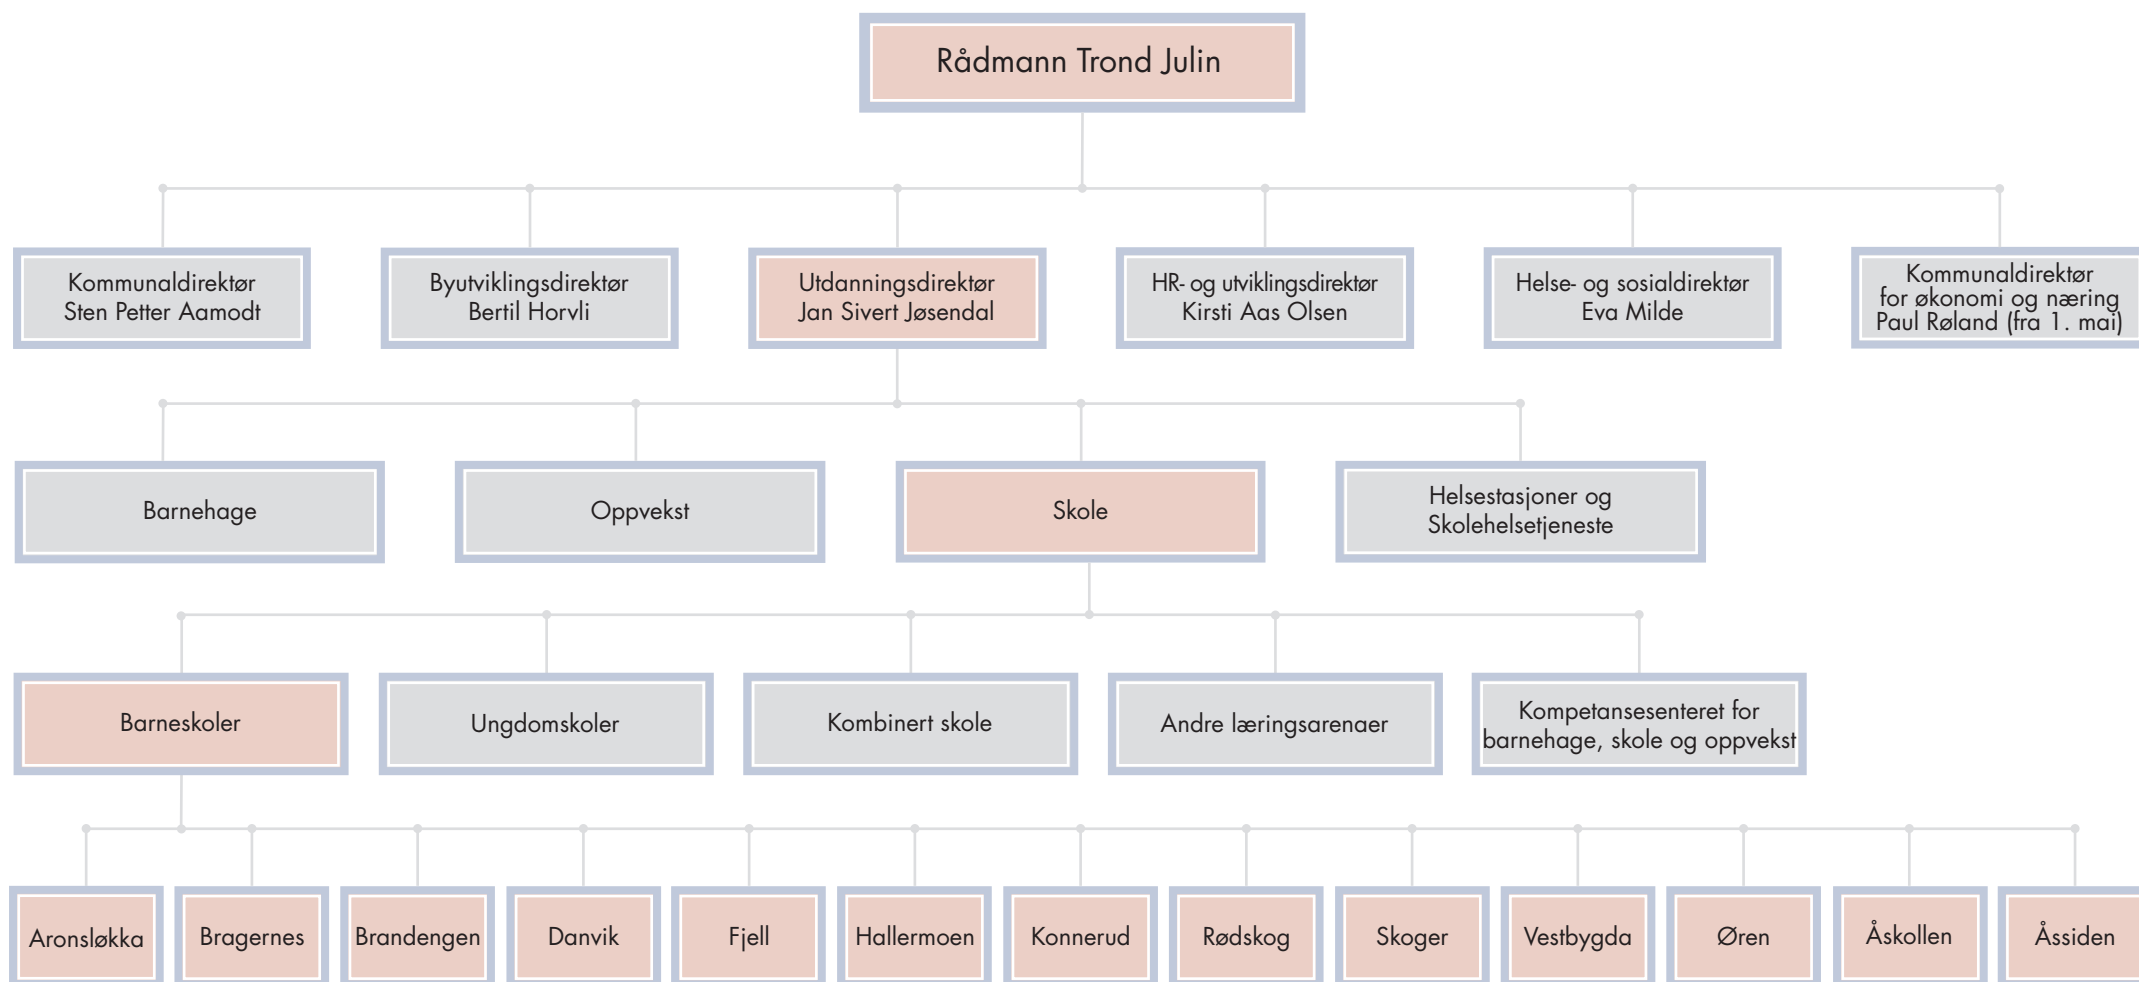 Rådmann Trond Julin
Kommunaldirektør
Sten Petter Aamodt
Byutviklingsdirektør
Bertil Horvli
Utdanningsdirektør
Jan Sivert Jøsendal
HR- og utviklingsdirektør
Kirsti Aas Olsen
Helse- og sosialdirektør
Eva Milde
Kommunaldirektør
for økonomi og næring
Paul Røland (fra 1. mai)
Barnehage
Oppvekst
Skole
Helsestasjoner og
Skolehelsetjeneste
Barneskoler
Ungdomskoler
Kombinert skole
Andre læringsarenaer
Kompetansesenteret for
barnehage, skole og oppvekst
Aronsløkka
Bragernes
Brandengen
Danvik
Fjell
Hallermoen
Konnerud
Rødskog
Skoger
Vestbygda
Øren
Åskollen
Åssiden